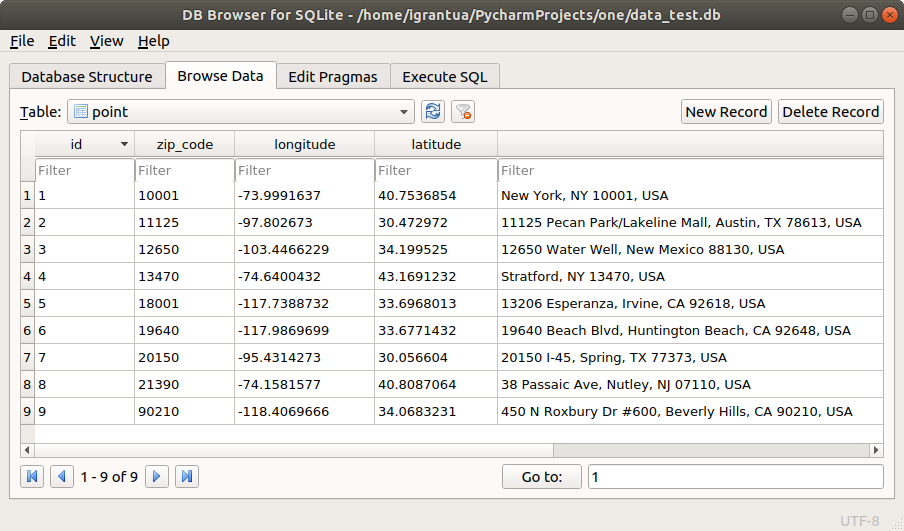 DB Browser for SQLite - /home/igrantua/PycharmProjects/one/data_test.db
File Edit View Help
Database Structure Browse Data Edit Pragmas Execute SQL
Table: point New Record Delete Record
id zip_code longitude latitude
Filter Filter Filter Filter Filter
1 1 10001 -73.9991637 40.7536854 New York, NY 10001, USA
2 2 11125 -97.802673 30.472972 11125 Pecan Park/Lakeline Mall, Austin, TX 78613, USA
3 3 12650 -103.4466229 34.199525 12650 Water Well, New Mexico 88130, USA
4 4 13470 -74.6400432 43.1691232 Stratford, NY 13470, USA
5 5 18001 -117.7388732 33.6968013 13206 Esperanza, Irvine, CA 92618, USA
6 6 19640 -117.9869699 33.6771432 19640 Beach Blvd, Huntington Beach, CA 92648, USA
7 7 20150 -95.4314273 30.056604 20150 I-45, Spring, TX 77373, USA
8 8 21390 -74.1581577 40.8087064 38 Passaic Ave, Nutley, NJ 07110, USA
9 9 90210 -118.4069666 34.0683231 450 N Roxbury Dr #600, Beverly Hills, CA 90210, USA
1 - 9 of 9 Go to: 1
UTF-8